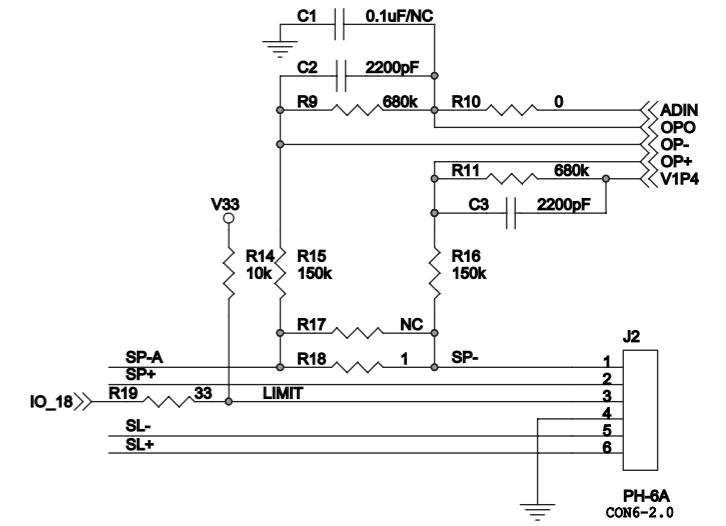 C1 0.1uF/NC
C2 2200pF
R9 680k R10 0 ADIN
OPO
OP-
OP+
R11 680k V1P4
V33 C3 2200pF
R14 R15 R16
10k 150k 150k
R17 NC
J2
SP-A R18 1 SP- 1
SP+ 2
IO_18 R19 33 LIMIT 3
4
SL- 5
SL+ 6
PH-6A
CON6-2.0